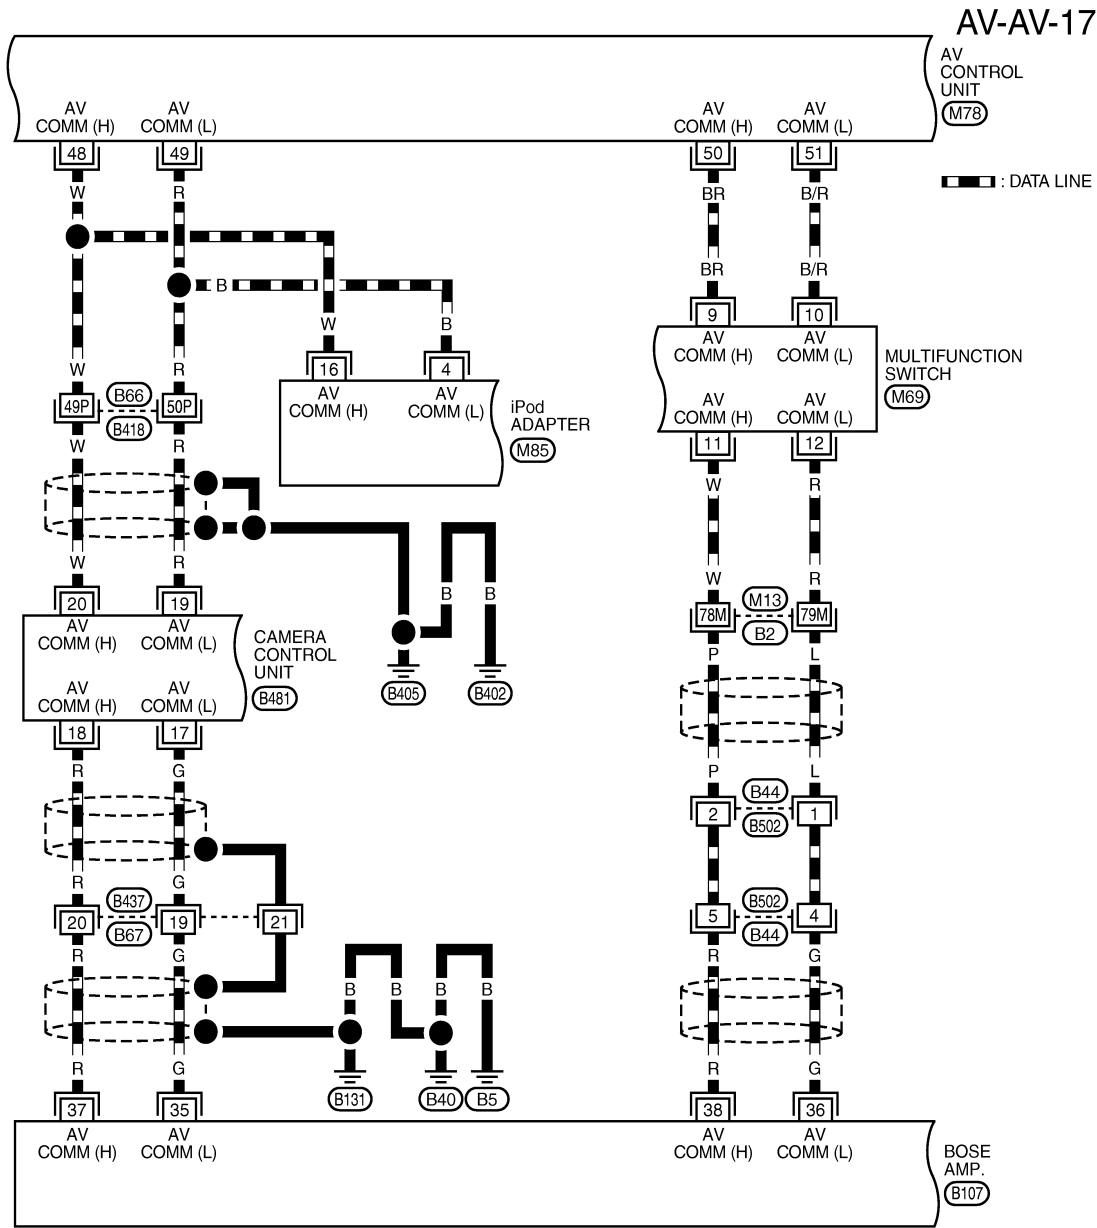 AV-AV-17
AV
CONTROL
UNIT
M78
AV
COMM (H)
AV
COMM (L)
AV
COMM (H)
AV
COMM (L)
48
49
50
51
: DATA LINE
W
R
BR
B/R
B
BR
B/R
W
B
9
10
AV
COMM (H)
AV
COMM (L)
MULTIFUNCTION
SWITCH
M69
AV
COMM (H)
AV
COMM (L)
11
12
W
R
16
4
AV
COMM (H)
AV
COMM (L)
iPod
ADAPTER
M85
49P
B66
B418
50P
W
R
W
R
W
R
B
B
W
R
20
19
AV
COMM (H)
AV
COMM (L)
CAMERA
CONTROL
UNIT
B481
AV
COMM (H)
AV
COMM (L)
18
17
B405
B402
78M
M13
B2
79M
P
L
R
G
P
L
2
B44
B502
1
R
G
20
B437
B67
19
21
5
B502
B44
4
R
G
R
G
B
B
B
B
R
G
R
G
B131
B40
B5
37
35
38
36
AV
COMM (H)
AV
COMM (L)
AV
COMM (H)
AV
COMM (L)
BOSE
AMP.
B107